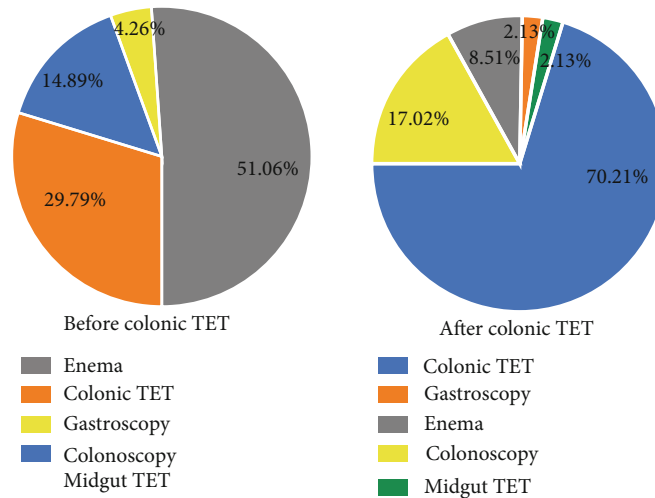 4.26%
14.89%
51.06%
29.79%
Before colonic TET
Enema
Colonic TET
Gastroscopy
Colonoscopy
Midgut TET
2.13%
8.51%
2.13%
17.02%
70.21%
After colonic TET
Colonic TET
Gastroscopy
Enema
Colonoscopy
Midgut TET